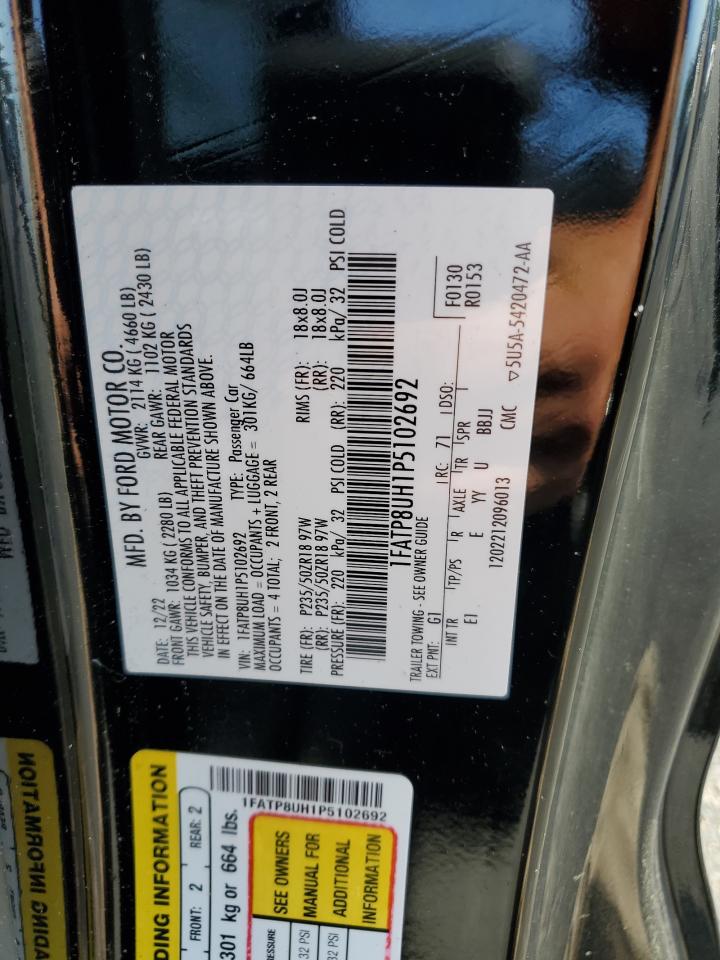 MFD. BY FORD MOTOR CO.
DATE: 12/22 GVWR: 2114 KG ( 4660 LB)
FRONT GAWR: 1034 KG ( 2280 LB) REAR GAWR: 1102 KG ( 2430 LB)
THIS VEHICLE CONFORMS TO ALL APPLICABLE FEDERAL MOTOR
VEHICLE SAFETY, BUMPER, AND THEFT PREVENTION STANDARDS
IN EFFECT ON THE DATE OF MANUFACTURE SHOWN ABOVE.
VIN: 1FATP8UH1P5102692 TYPE: Passenger Car
MAXIMUM LOAD = OCCUPANTS + LUGGAGE = 301KG/ 664LB
OCCUPANTS = 4 TOTAL; 2 FRONT, 2 REAR
TIRE (FR): P235/50ZR18 97W RIMS (FR): 18x8.0J
(RR): P235/50ZR18 97W (RR): 18x8.0J
PRESSURE (FR): 220 kPa/ 32 PSI COLD (RR): 220 kPa/ 32 PSI COLD
1FATP8UH1P5102692
TRAILER TOWING - SEE OWNER GUIDE
EXT PNT: G1 RC: 71 DSO: F0130
R0153
INT TR TP/PS R AXLE TR SPR
EI E YY U BBJJ
1202212096013 CMC ▽5U5A-5420472-AA
DING INFORMATION
FRONT: 2 REAR: 2
301 kg or 664 lbs.
1FATP8UH1P5102692
SEE OWNERS
MANUAL FOR
ADDITIONAL
INFORMATION
32 PSI
32 PSI
ADING INFORMATION